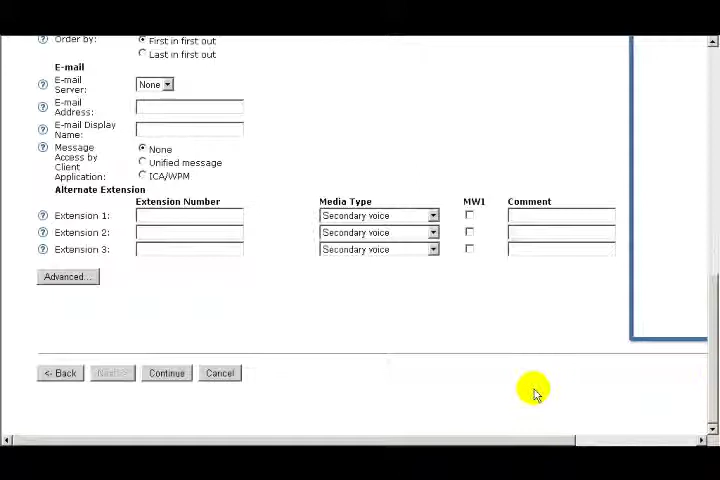 Order by: First in first out
Last in first out
E-mail
E-mail Server: None
E-mail Address:
E-mail Display Name:
Message Access by Client Application: None
Unified message
ICA/WPM
Alternate Extension
Extension Number Media Type MWI Comment
Extension 1: Secondary voice
Extension 2: Secondary voice
Extension 3: Secondary voice
Advanced...
<- Back Next-> Continue Cancel